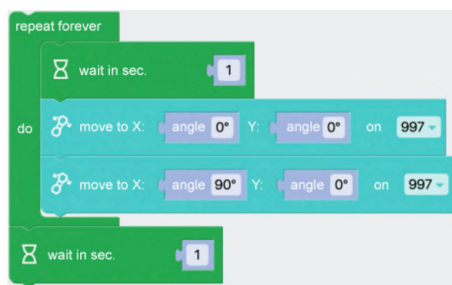 repeat forever
wait in sec. 1
do move to X: angle 0° Y: angle 0° on 997
move to X: angle 90° Y: angle 0° on 997
wait in sec. 1